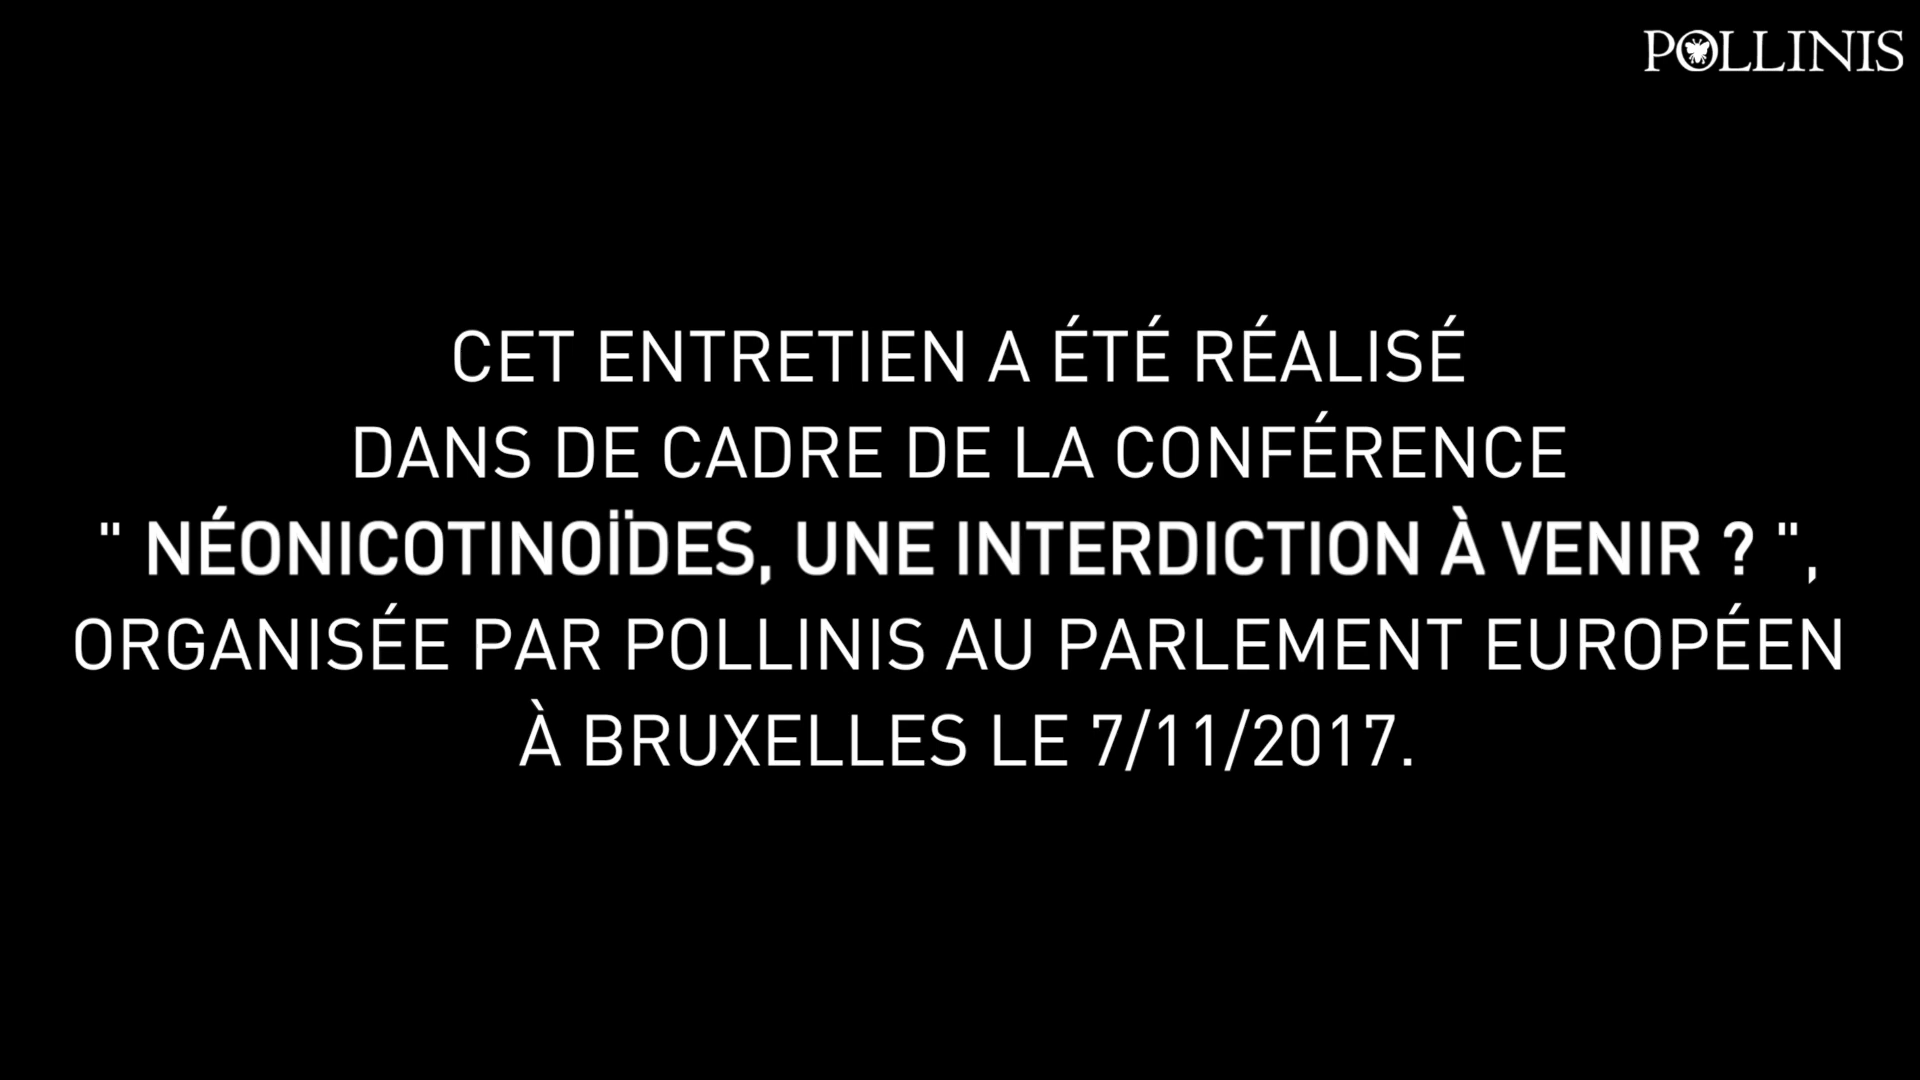 POLLINIS
CET ENTRETIEN A ÉTÉ RÉALISÉ
DANS DE CADRE DE LA CONFÉRENCE
" NÉONICOTINOÏDES, UNE INTERDICTION À VENIR ? ",
ORGANISÉE PAR POLLINIS AU PARLEMENT EUROPÉEN
À BRUXELLES LE 7/11/2017.